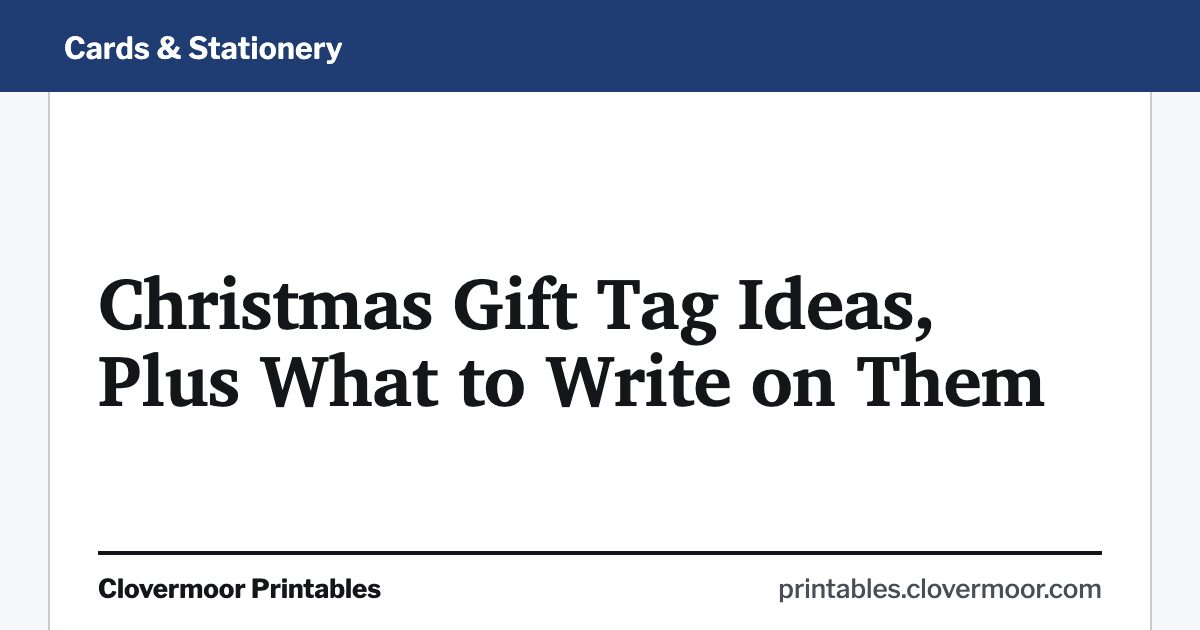 Cards & Stationery
Christmas Gift Tag Ideas,
Plus What to Write on Them
Clovermoor Printables
printables.clovermoor.com